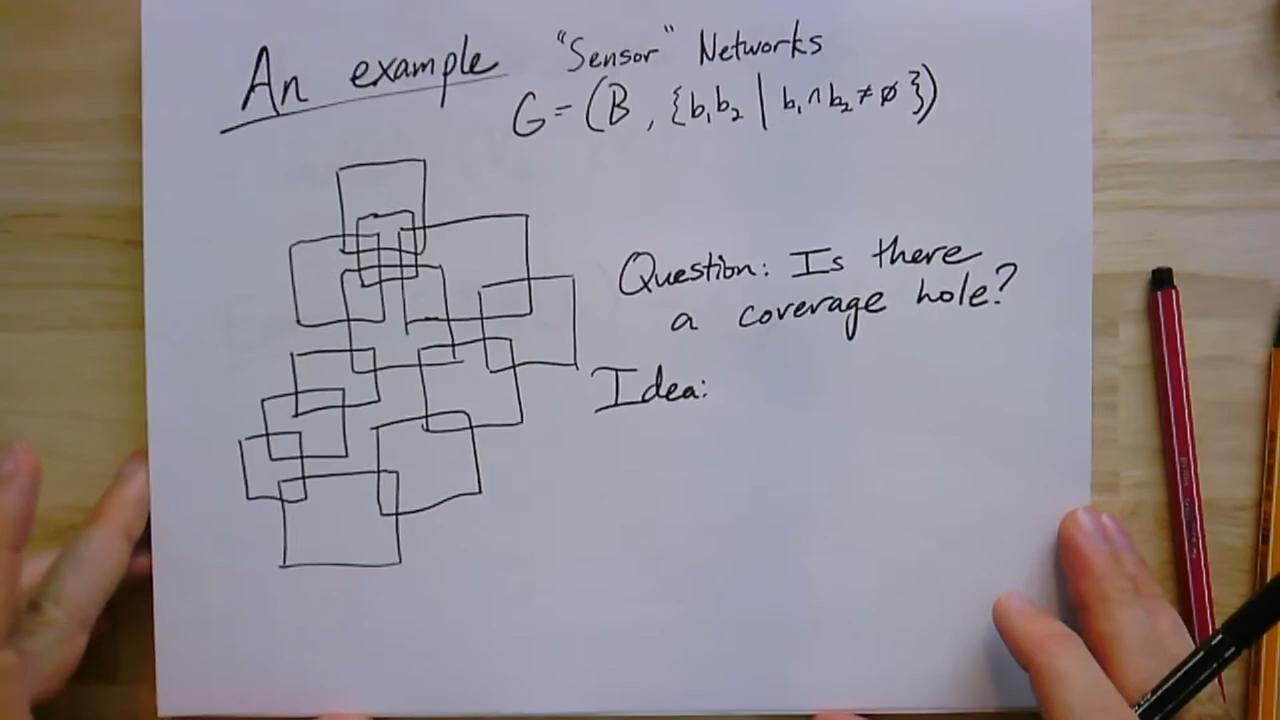 An example "Sensor" Networks
G = (B, {b₁b₂ | b₁ ∩ b₂ ≠ ∅})
Question: Is there
a coverage hole?
Idea: